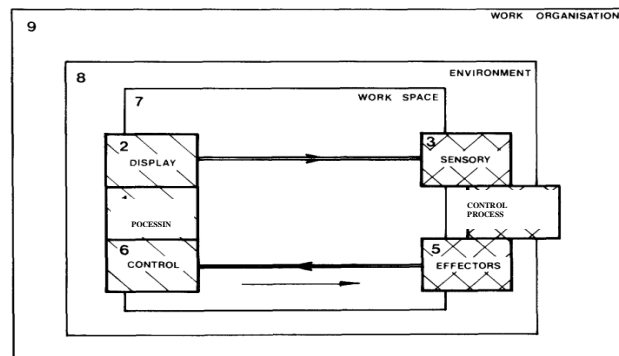 9
WORK ORGANISATION
8
ENVIRONMENT
7
WORK SPACE
2
DISPLAY
3
SENSORY
POCESSIN
CONTROL
PROCESS
6
CONTROL
5
EFFECTORS